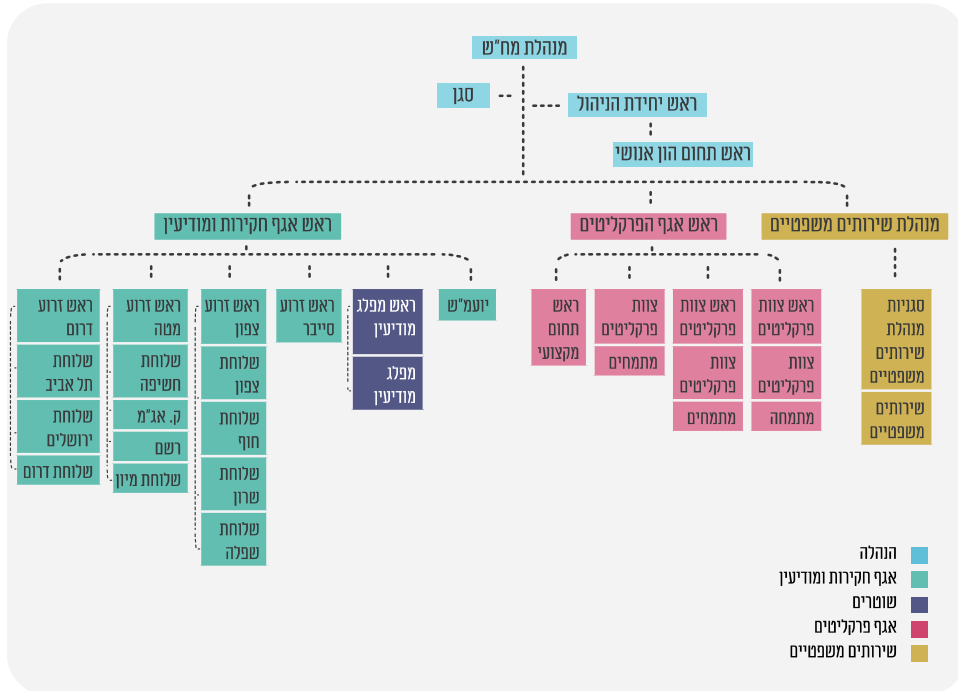 מנהלת מח"ש
סגן
ראש יחידת הניהול
ראש תחום הון אנושי
מנהלת שירותים משפטיים
ראש אגף הפרקליטים
ראש אגף חקירות ומודיעין
סגניות
מנהלת
שירותים
משפטיים
שירותים
משפטיים
ראש צוות
פרקליטים
צוות
פרקליטים
מתמחה
ראש צוות
פרקליטים
צוות
פרקליטים
מתמחים
צוות
פרקליטים
מתמחים
ראש
תחום
מקצועי
יועמ"ש
ראש מפלג
מודיעין
מפלג
מודיעין
ראש זרוע
סייבר
ראש זרוע
צפון
שלוחת
צפון
שלוחת
חוף
שלוחת
שרון
שלוחת
שפלה
ראש זרוע
מטה
שלוחת
חשיפה
ק. אג"מ
רשם
שלוחת מיון
ראש זרוע
דרום
שלוחת
תל אביב
שלוחת
ירושלים
שלוחת דרום
הנהלה
אגף חקירות ומודיעין
שוטרים
אגף פרקליטים
שירותים משפטיים